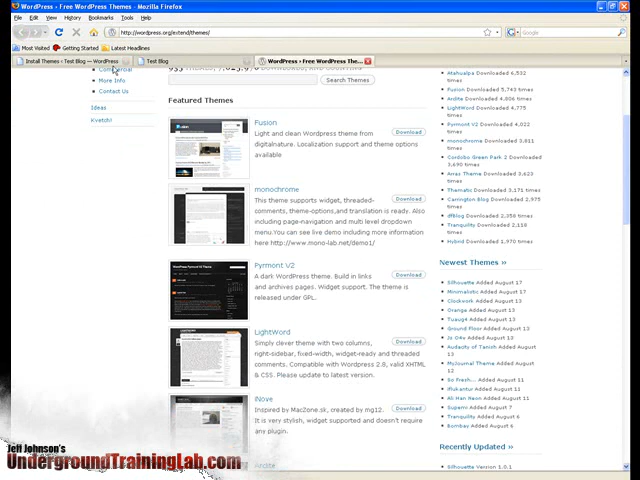 WordPress › Free WordPress Themes - Mozilla Firefox
File Edit View History Bookmarks Tools Help
http://wordpress.org/extend/themes/
Google
Most Visited Getting Started Latest Headlines
Install Themes ‹ Test Blog — WordPress
Test Blog
WordPress › Free WordPress The...
Commercial
More Info
Contact Us
Ideas
Kvetch!
Search Themes
Featured Themes
Fusion
Download
Light and clean Wordpress theme from
digitalnature. Localization support and theme options
available
monochrome
Download
This theme supports widget, threaded-
comments, theme-options,and translation is ready. Also
including page-navigation and multi level dropdown
menu.You can see live demo including more information
here http://www.mono-lab.net/demo1/
Pyrmont V2
Download
A dark WordPress theme. Build in links
and archives pages. Widget support. The theme is
released under GPL.
LightWord
Download
Simply clever theme with two columns,
right-sidebar, fixed-width, widget-ready and threaded
comments. Compatible with Wordpress 2.8, valid XHTML
& CSS. Please update to latest version.
iNove
Download
Inspired by MacZone.sk, created by mg12.
It is very stylish, widget supported and doesn't require
any plugin.
Arclite
Atahualpa Downloaded 6,532
times
Fusion Downloaded 5,743 times
Arclite Downloaded 4,806 times
LightWord Downloaded 4,775
times
Pyrmont V2 Downloaded 4,022
times
monochrome Downloaded 3,811
times
Cordobo Green Park 2 Downloaded
3,690 times
Arras Theme Downloaded 3,623
times
Thematic Downloaded 3,171 times
Carrington Blog Downloaded 2,975
times
dfBlog Downloaded 2,358 times
Tranquility Downloaded 2,118
times
Hybrid Downloaded 1,970 times
Newest Themes »
Silhouette Added August 17
Minimalistic Added August 17
Clockwork Added August 13
Orange Added August 13
Tuaug4 Added August 13
Ground Floor Added August 13
Js O4w Added August 13
Audacity of Tanish Added August
13
MxJournal Theme Added August
12
So Fresh... Added August 11
iflukantur Added August 11
Ali Han Neon Added August 11
Superm Added August 7
Tranquility Added August 6
Bombax Added August 6
Recently Updated »
Silhouette Version 1.0.1
Jeff Johnson's
UndergroundTrainingLab.com